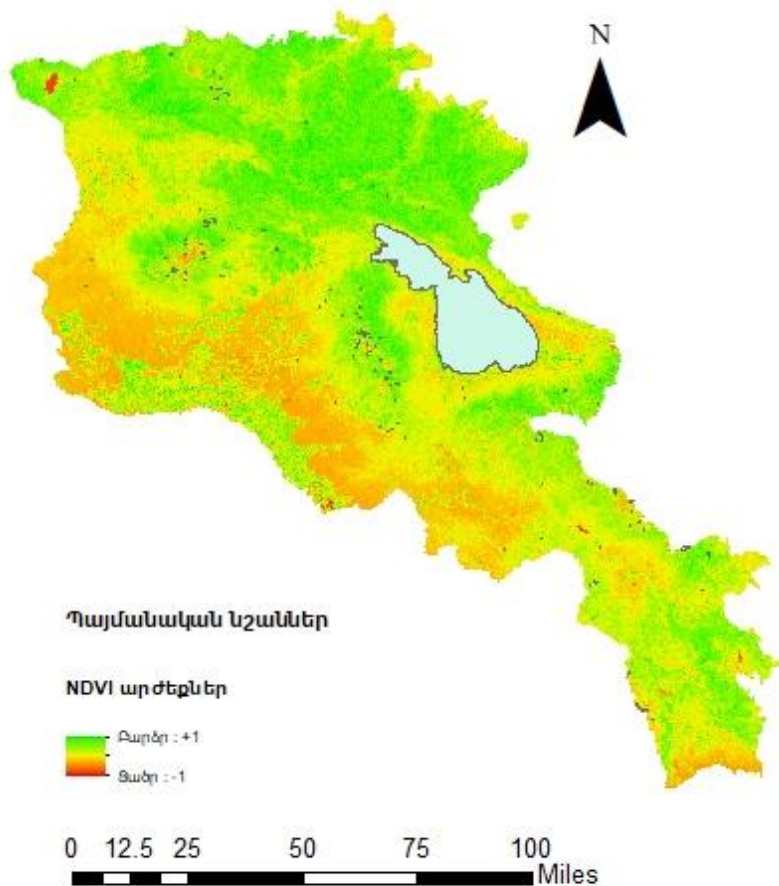 N
Պայմանական նշաններ
NDVI արժեքներ
Բարձր : +1
Ցածր : -1
0 12.5 25 50 75 100
Miles